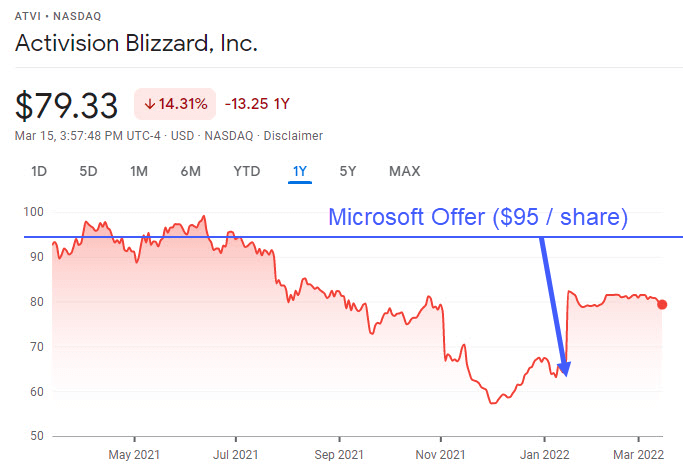 ATVI • NASDAQ
Activision Blizzard, Inc.
$79.33 ↓14.31% -13.25 1Y
Mar 15, 3:57:48 PM UTC-4 · USD · NASDAQ · Disclaimer
1D 5D 1M 6M YTD 1Y 5Y MAX
Microsoft Offer ($95 / share)
100
90
80
70
60
50
May 2021 Jul 2021 Sep 2021 Nov 2021 Jan 2022 Mar 2022